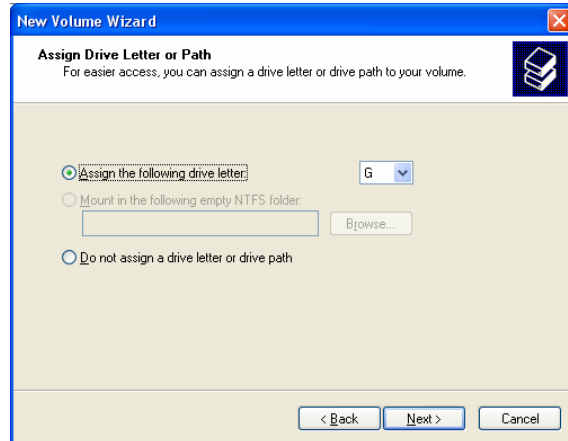 New Volume Wizard
Assign Drive Letter or Path
For easier access, you can assign a drive letter or drive path to your volume.
Assign the following drive letter: G
Mount in the following empty NTFS folder:
Browse...
Do not assign a drive letter or drive path
< Back Next > Cancel